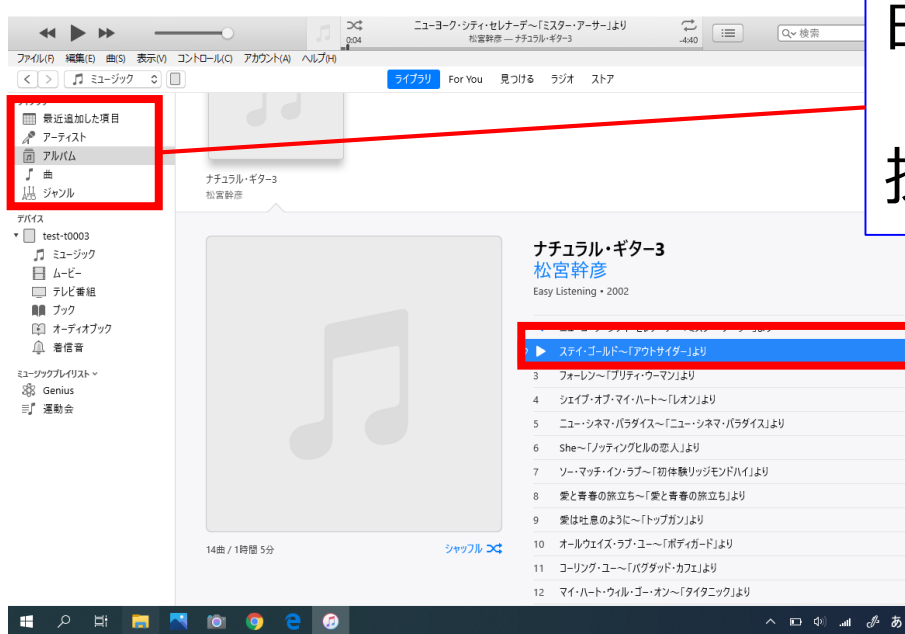 ニューヨーク・シティ・セレナーデ~「ミスター・アーサー」より
松宮幹彦 — ナチュラル・ギター3
0:04
-4:40
検索
ファイル(F) 編集(E) 曲(S) 表示(V) コントロール(C) アカウント(A) ヘルプ(H)
ミュージック
ライブラリ For You 見つける ラジオ ストア
最近追加した項目
アーティスト
アルバム
曲
ジャンル
デバイス
test-t0003
ミュージック
ムービー
テレビ番組
ブック
オーディオブック
着信音
ミュージックプレイリスト
Genius
運動会
ナチュラル・ギター3
松宮幹彦
ナチュラル・ギター3
松宮幹彦
Easy Listening • 2002
ステイ・ゴールド~「アウトサイダー」より
3 フォーレン~「プリティ・ウーマン」より
4 シェイプ・オブ・マイ・ハート~「レオン」より
5 ニュー・シネマ・パラダイス~「ニュー・シネマ・パラダイス」より
6 She~「ノッティングヒルの恋人」より
7 ソー・マッチ・イン・ラブ~「初体験リッジモンドハイ」より
8 愛と青春の旅立ち~「愛と青春の旅立ち」より
9 愛は吐息のように~「トップガン」より
10 オールウェイズ・ラブ・ユー~「ボディガード」より
11 コーリング・ユー~「バグダッド・カフェ」より
12 マイ・ハート・ウィル・ゴー・オン~「タイタニック」より
14曲 / 1時間 5分
シャッフル
あ